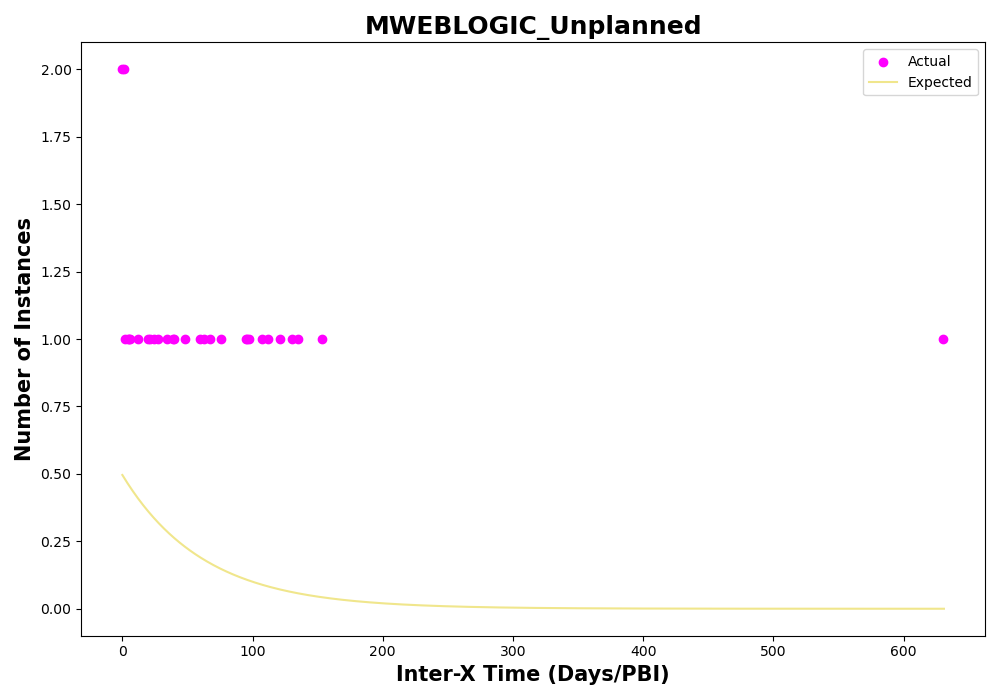 MWEBLOGIC_Unplanned
Actual
Expected
2.00
1.75
1.50
1.25
1.00
0.75
0.50
0.25
0.00
Number of Instances
0 100 200 300 400 500 600
Inter-X Time (Days/PBI)